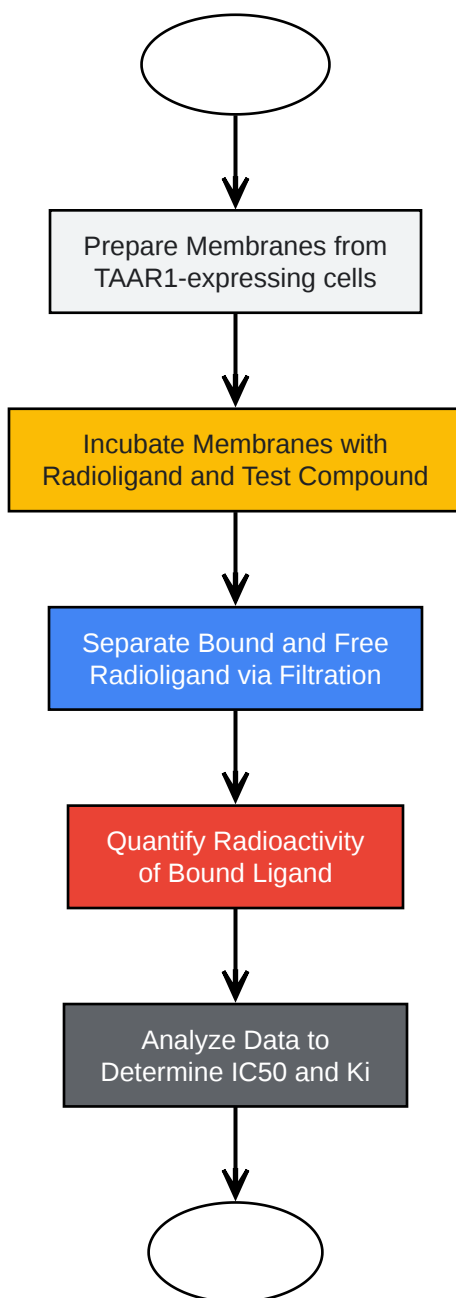 Prepare Membranes from
TAAR1-expressing cells
Incubate Membranes with
Radioligand and Test Compound
Separate Bound and Free
Radioligand via Filtration
Quantify Radioactivity
of Bound Ligand
Analyze Data to
Determine IC50 and Ki